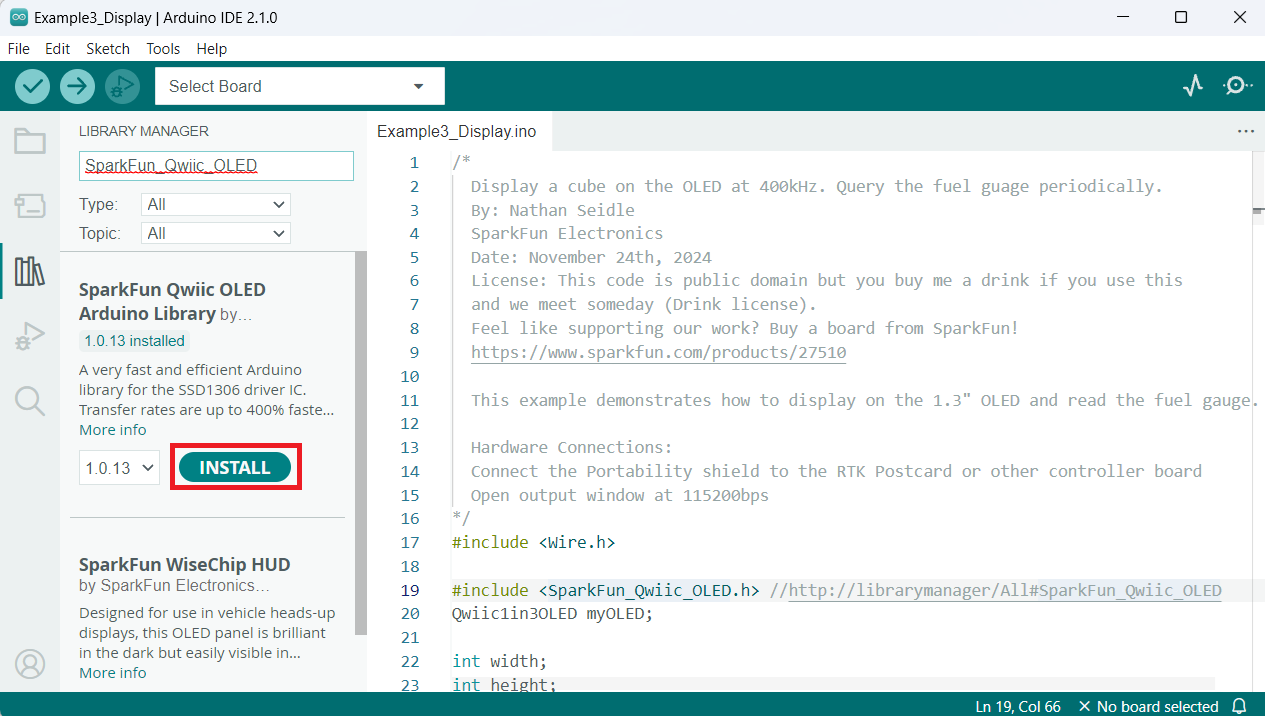 Example3_Display | Arduino IDE 2.1.0
File Edit Sketch Tools Help
Select Board
LIBRARY MANAGER
SparkFun_Qwiic_OLED
Type: All
Topic: All
SparkFun Qwiic OLED
Arduino Library by...
1.0.13 installed
A very fast and efficient Arduino
library for the SSD1306 driver IC.
Transfer rates are up to 400% faste...
More info
1.0.13 INSTALL
SparkFun WiseChip HUD
by SparkFun Electronics...
Designed for use in vehicle heads-up
displays, this OLED panel is brilliant
in the dark but easily visible in...
More info
Example3_Display.ino
1 /*
2 Display a cube on the OLED at 400kHz. Query the fuel guage periodically.
3 By: Nathan Seidle
4 SparkFun Electronics
5 Date: November 24th, 2024
6 License: This code is public domain but you buy me a drink if you use this
7 and we meet someday (Drink license).
8 Feel like supporting our work? Buy a board from SparkFun!
9 https://www.sparkfun.com/products/27510
10
11 This example demonstrates how to display on the 1.3" OLED and read the fuel gauge.
12
13 Hardware Connections:
14 Connect the Portability shield to the RTK Postcard or other controller board
15 Open output window at 115200bps
16 */
17 #include <Wire.h>
18
19 #include <SparkFun_Qwiic_OLED.h> //http://librarymanager/All#SparkFun_Qwiic_OLED
20 Qwiic1in3OLED myOLED;
21
22 int width;
23 int height;
Ln 19, Col 66 No board selected